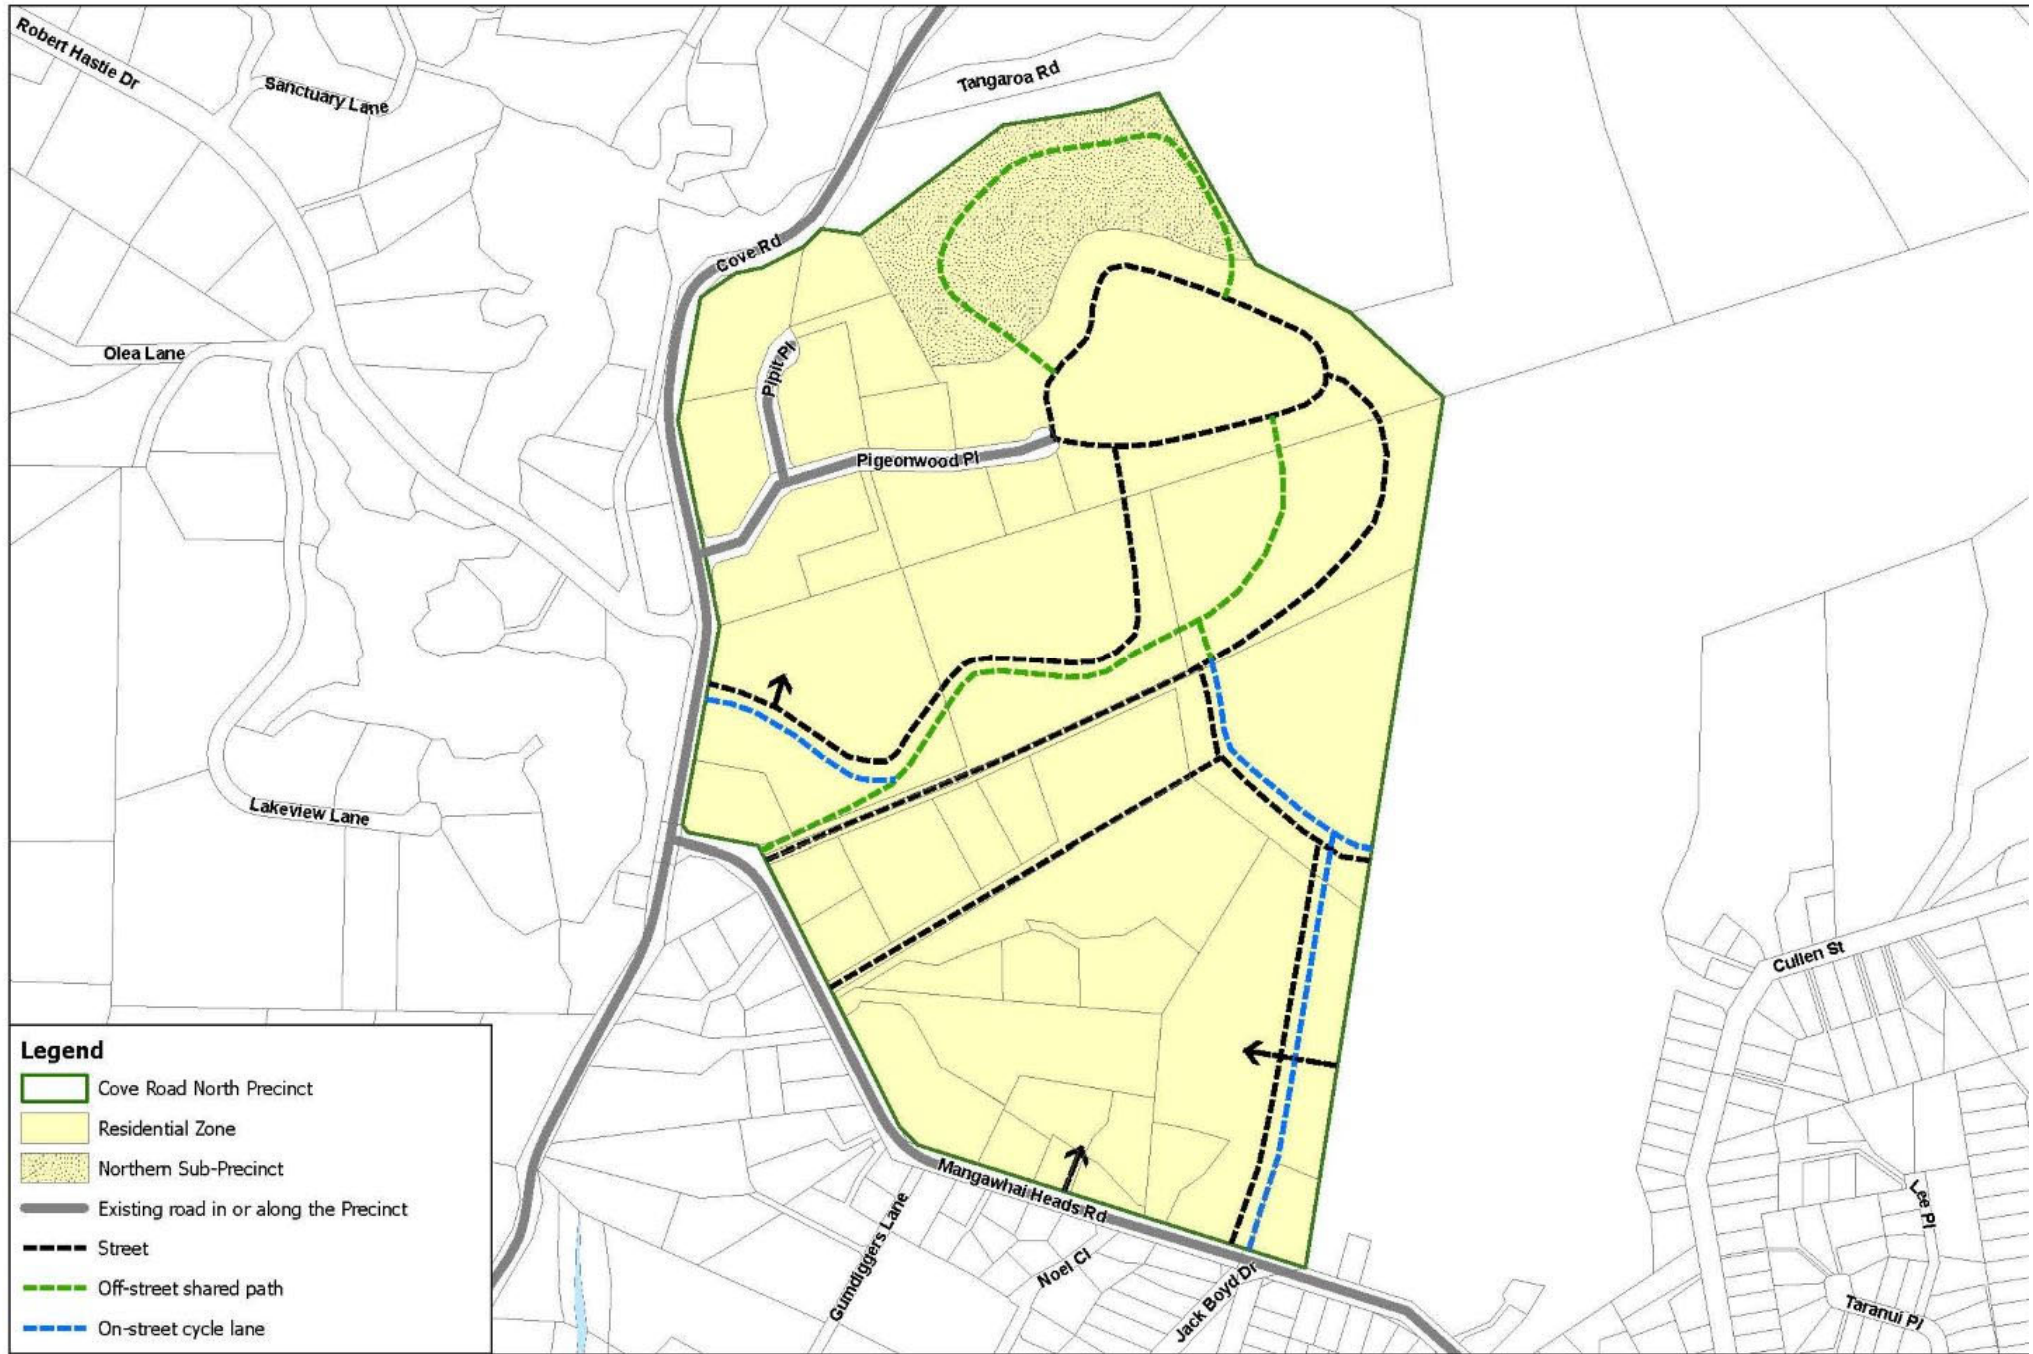 Robert Hastie Dr
Sanctuary Lane
Tangaroa Rd
Cove Rd
Olea Lane
Pipit Pl
Pigeonwood Pl
Lakeview Lane
Cullen St
Mangawhai Heads Rd
Gumdiggers Lane
Noel Cl
Jack Boyd Dr
Lee Pl
Taranui Pl
Legend
Cove Road North Precinct
Residential Zone
Northern Sub-Precinct
Existing road in or along the Precinct
Street
Off-street shared path
On-street cycle lane